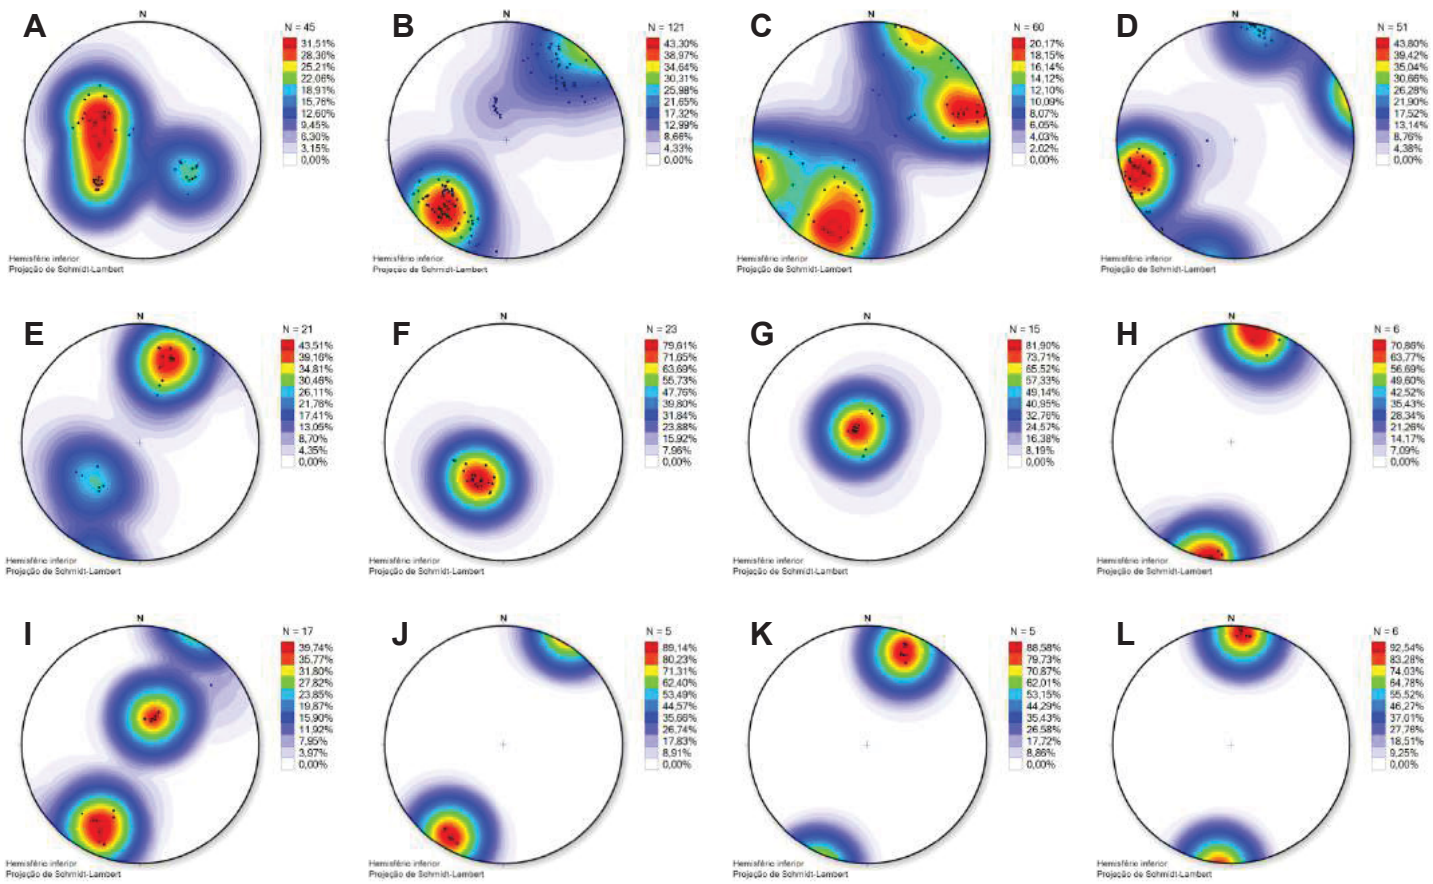 A
N
N = 45
31,51%
28,36%
25,21%
22,06%
18,91%
15,76%
12,60%
9,45%
6,30%
3,15%
0,00%
Hemisfério inferior
Projeção de Schmidt-Lambert
B
N
N = 121
43,30%
38,97%
34,64%
30,31%
25,98%
21,65%
17,32%
12,99%
8,66%
4,33%
0,00%
Hemisfério inferior
Projeção de Schmidt-Lambert
C
N
N = 60
20,17%
18,15%
16,14%
14,12%
12,10%
10,09%
8,07%
6,05%
4,03%
2,02%
0,00%
Hemisfério inferior
Projeção de Schmidt-Lambert
D
N
N = 51
43,80%
39,42%
35,04%
30,66%
26,28%
21,90%
17,52%
13,14%
8,76%
4,38%
0,00%
Hemisfério inferior
Projeção de Schmidt-Lambert
E
N
N = 21
43,51%
39,16%
34,81%
30,46%
26,11%
21,76%
17,41%
13,05%
8,70%
4,35%
0,00%
Hemisfério inferior
Projeção de Schmidt-Lambert
F
N
N = 23
79,61%
71,65%
63,69%
55,73%
47,76%
39,80%
31,84%
23,88%
15,92%
7,96%
0,00%
Hemisfério inferior
Projeção de Schmidt-Lambert
G
N
N = 15
81,90%
73,71%
65,52%
57,33%
49,14%
40,95%
32,76%
24,57%
16,38%
8,19%
0,00%
Hemisfério inferior
Projeção de Schmidt-Lambert
H
N
N = 6
70,86%
63,77%
56,69%
49,60%
42,52%
35,43%
28,34%
21,26%
14,17%
7,09%
0,00%
Hemisfério inferior
Projeção de Schmidt-Lambert
I
N
N = 17
39,74%
35,77%
31,80%
27,82%
23,85%
19,87%
15,90%
11,92%
7,95%
3,97%
0,00%
Hemisfério inferior
Projeção de Schmidt-Lambert
J
N
N = 5
89,14%
80,23%
71,31%
62,40%
53,49%
44,57%
35,66%
26,74%
17,83%
8,91%
0,00%
Hemisfério inferior
Projeção de Schmidt-Lambert
K
N
N = 5
88,58%
79,73%
70,87%
62,01%
53,15%
44,29%
35,43%
26,58%
17,72%
8,86%
0,00%
Hemisfério inferior
Projeção de Schmidt-Lambert
L
N
N = 6
92,54%
83,28%
74,03%
64,78%
55,52%
46,27%
37,01%
27,76%
18,51%
9,25%
0,00%
Hemisfério inferior
Projeção de Schmidt-Lambert